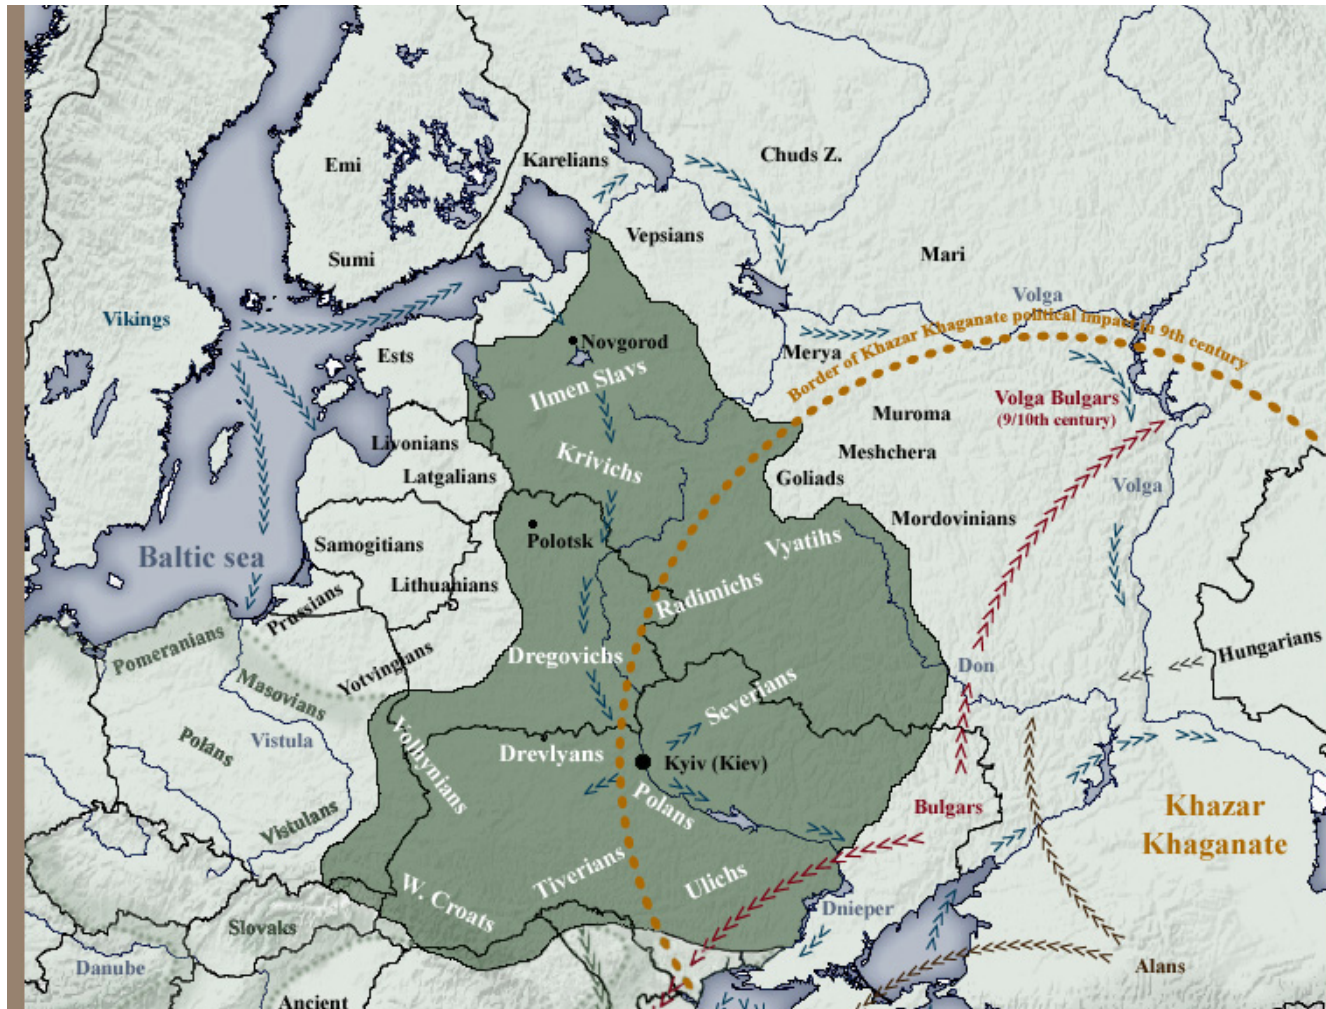 Karelians
Chuds Z.
Emi
Vepsians
Sumi
Mari
Vikings
Volga
Border of Khazar Khaganate political impact in 9th century
Novgorod
Ests
Merya
Ilmen Slavs
Volga Bulgars
(9/10th century)
Muroma
Livonians
Meshchera
Krivichs
Latgalians
Goliads
Volga
Mordovinians
Polotsk
Vyatihs
Samogitians
Baltic sea
Lithuanians
Radimichs
Prussians
Pomeranians
Hungarians
Dregovichs
Yotvingians
Don
Masovians
Severians
Vistula
Polans
Volhynians
Drevlyans
Kyiv (Kiev)
Polans
Bulgars
Khazar
Khaganate
Vistulans
Tiverians
Ulichs
W. Croats
Dnieper
Slovaks
Danube
Alans
Ancient